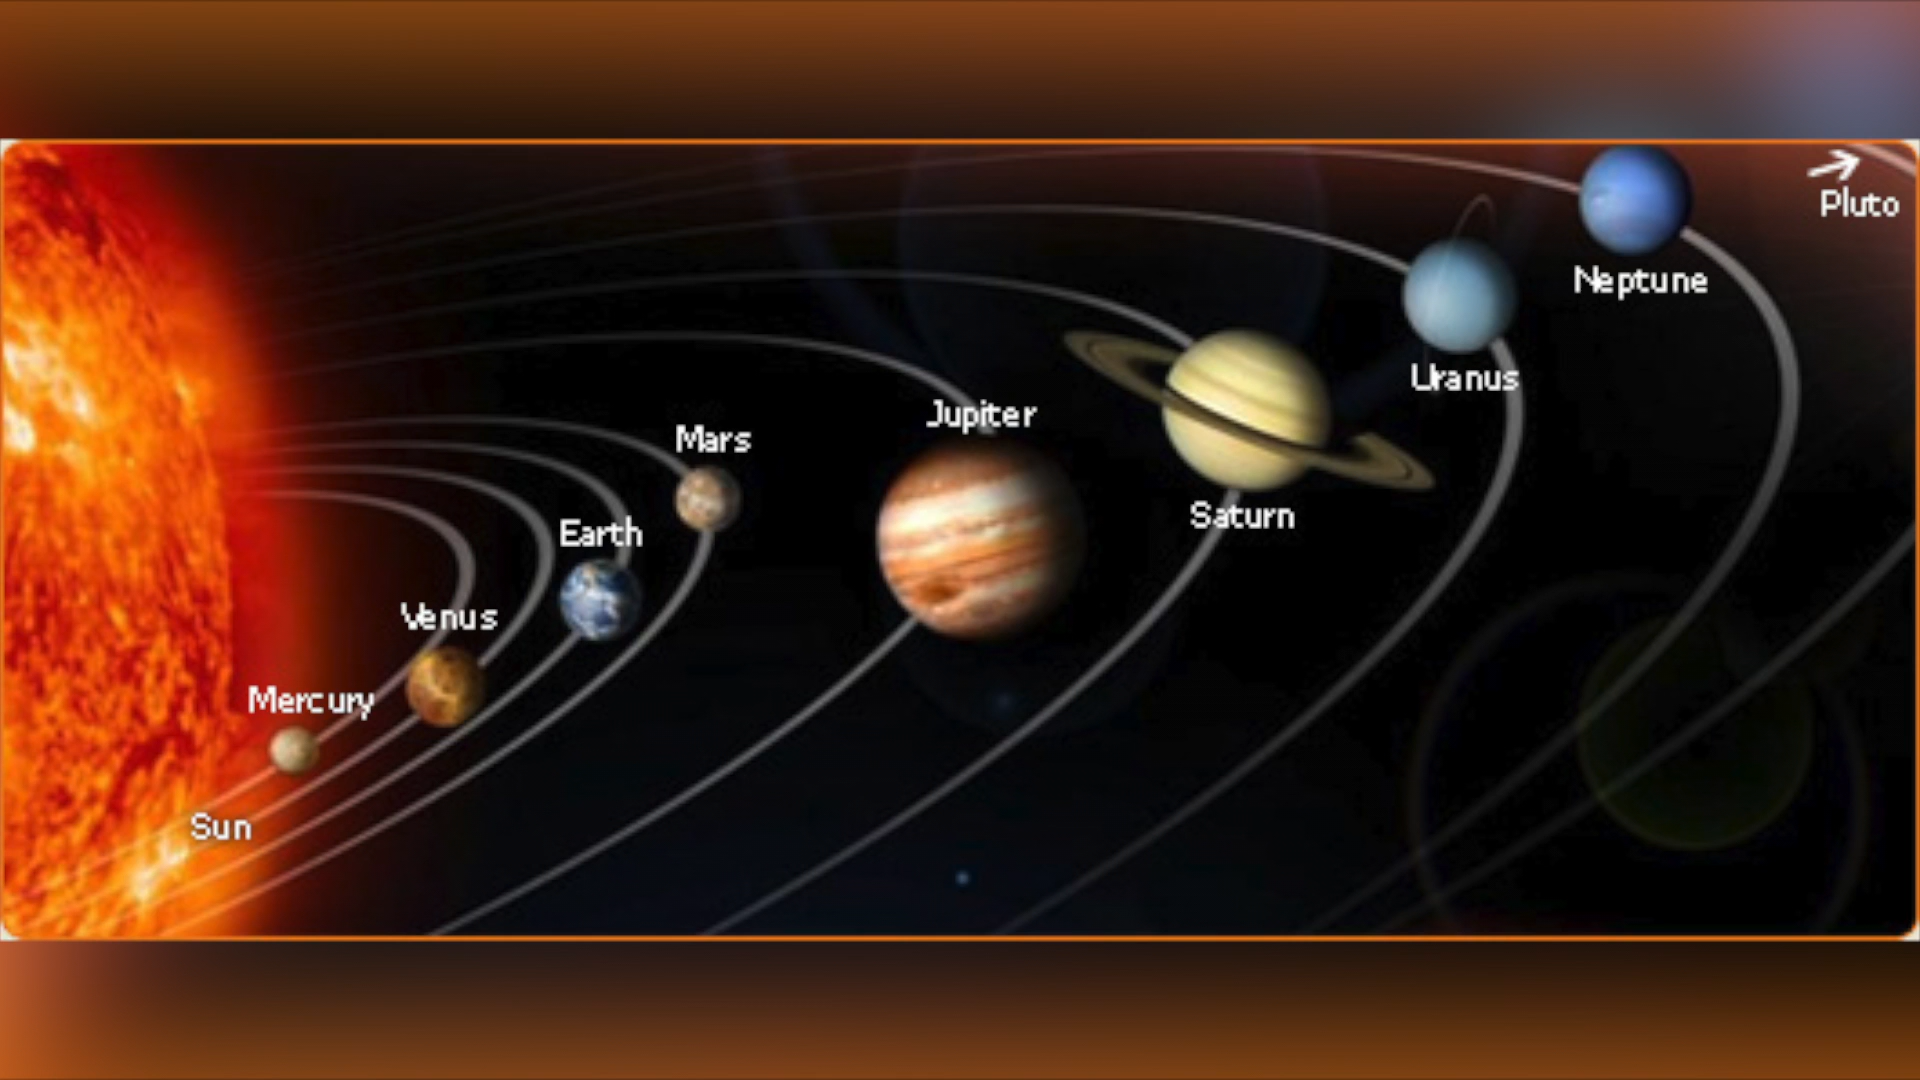 Pluto
Neptune
Uranus
Jupiter
Mars
Saturn
Earth
Venus
Mercury
Sun